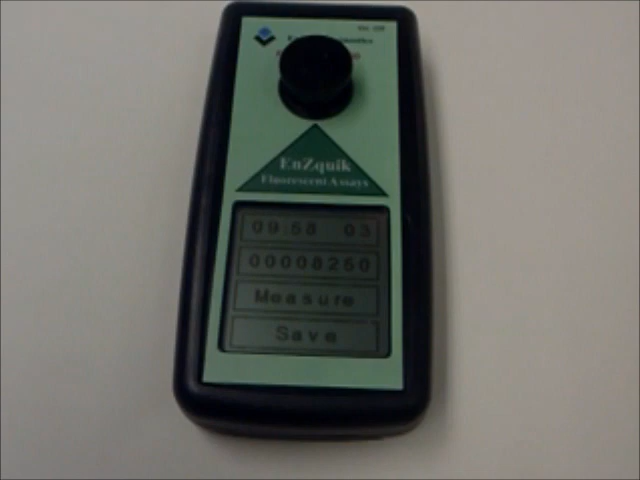 EnZquik
Fluorescent Assays
09:58 03
00008250
Measure
Save